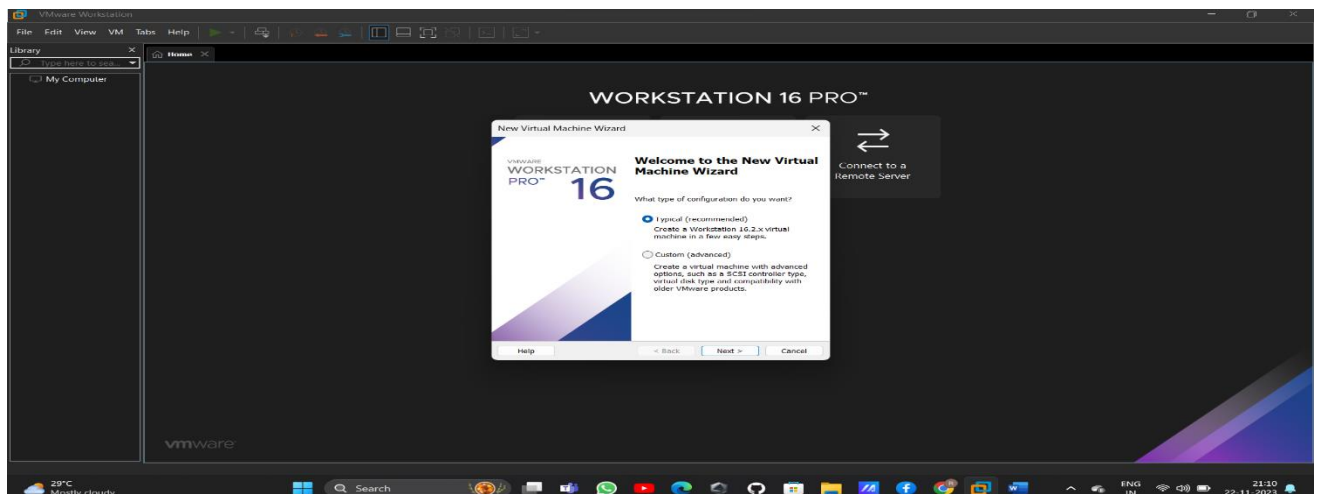 VMware Workstation
File Edit View VM Tabs Help
Library
Home
Type here to sea...
My Computer
WORKSTATION 16 PRO™
New Virtual Machine Wizard
VMWARE
WORKSTATION
PRO™ 16
Welcome to the New Virtual
Machine Wizard
What type of configuration do you want?
Typical (recommended)
Create a Workstation 16.2.x virtual
machine in a few easy steps.
Custom (advanced)
Create a virtual machine with advanced
options, such as a SCSI controller type,
virtual disk type and compatibility with
older VMware products.
Help
< Back
Next >
Cancel
Connect to a
Remote Server
vmware
29°C
Mostly cloudy
Search
ENG
IN
21:10
22-11-2023